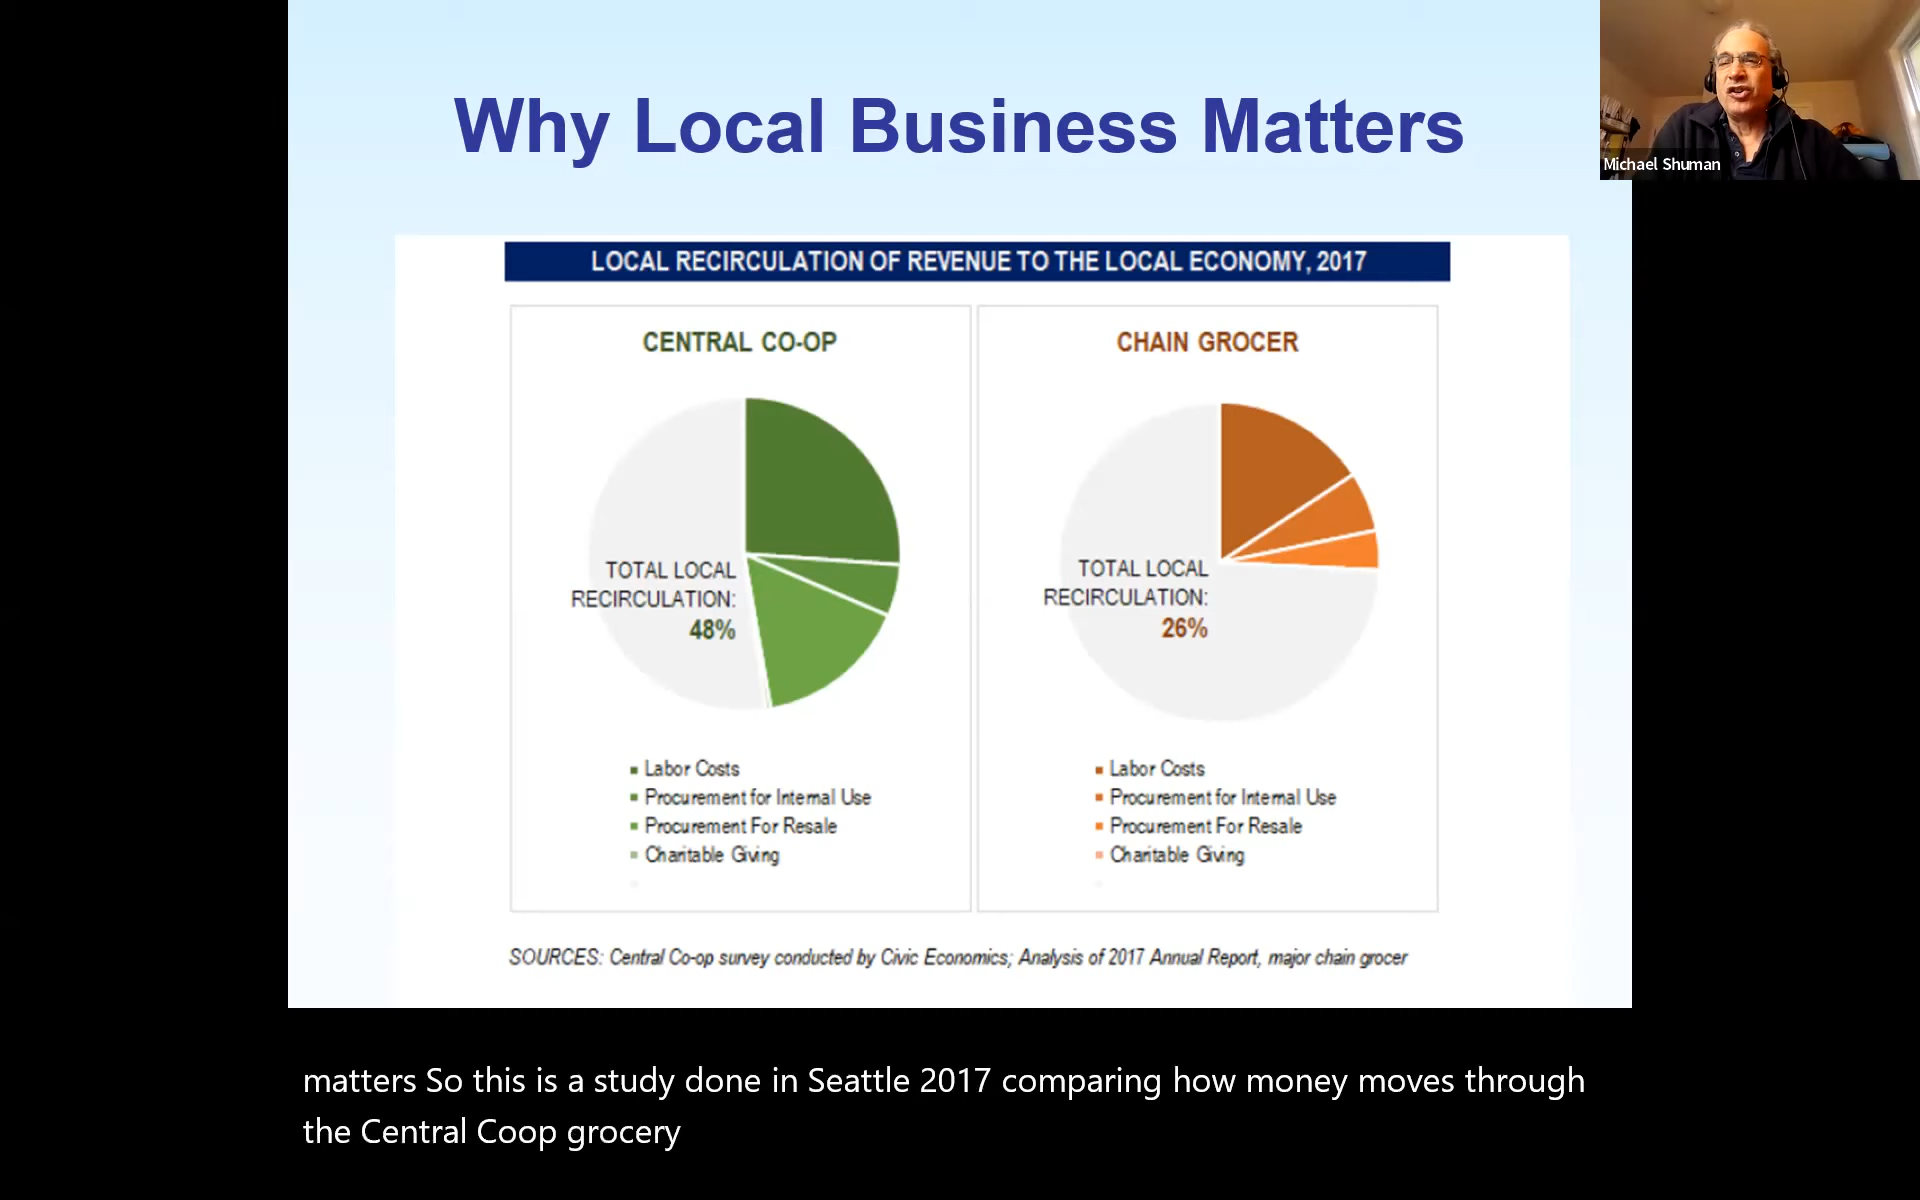 Why Local Business Matters
Michael Shuman
LOCAL RECIRCULATION OF REVENUE TO THE LOCAL ECONOMY, 2017
CENTRAL CO-OP
TOTAL LOCAL
RECIRCULATION:
48%
Labor Costs
Procurement for Internal Use
Procurement For Resale
Charitable Giving
CHAIN GROCER
TOTAL LOCAL
RECIRCULATION:
26%
Labor Costs
Procurement for Internal Use
Procurement For Resale
Charitable Giving
SOURCES: Central Co-op survey conducted by Civic Economics; Analysis of 2017 Annual Report, major chain grocer
matters So this is a study done in Seattle 2017 comparing how money moves through
the Central Coop grocery